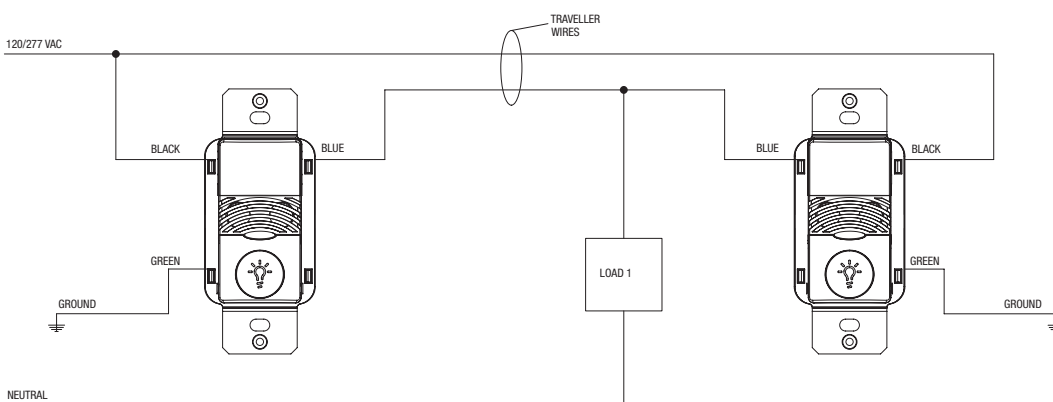 TRAVELLER
WIRES
120/277 VAC
BLACK
BLUE
BLUE
BLACK
GREEN
LOAD 1
GREEN
GROUND
GROUND
NEUTRAL